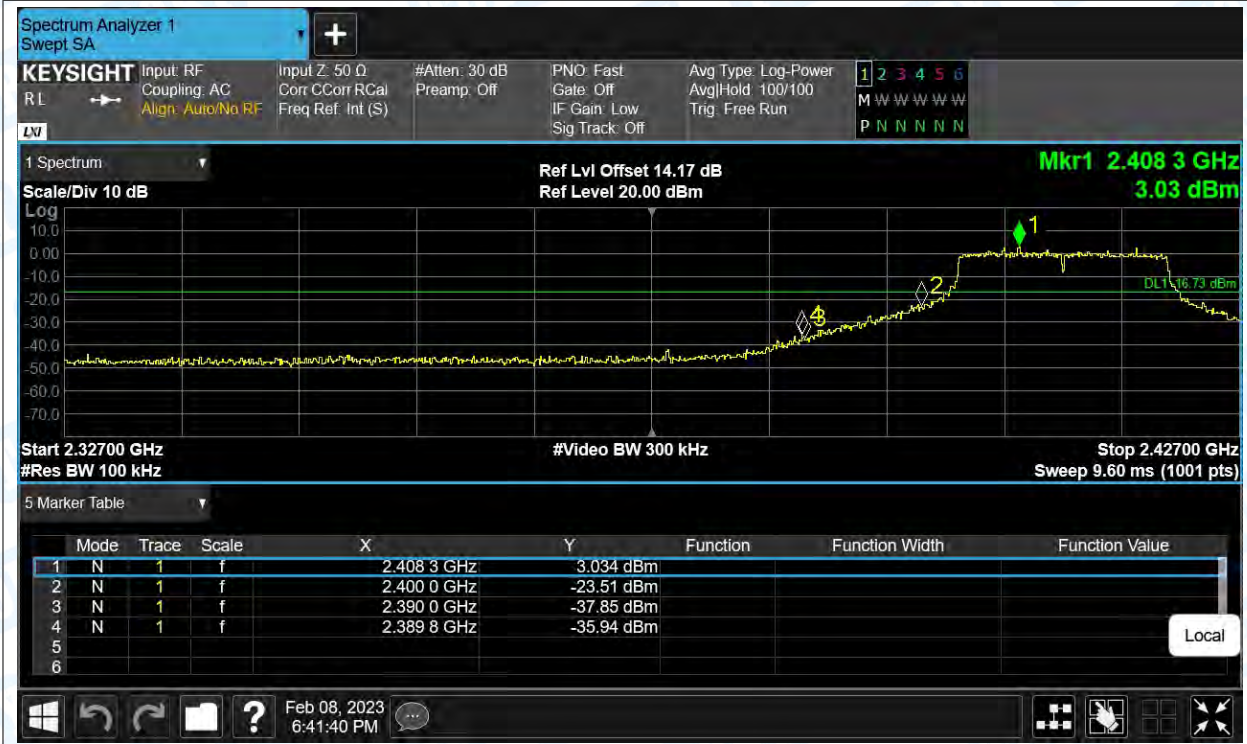 Spectrum Analyzer 1
Swept SA
+
KEYSIGHT Input: RF Input Z: 50 Ω #Atten: 30 dB PNO: Fast Avg Type: Log-Power 1 2 3 4 5 6
RL Coupling: AC Corr CCorr RCal Preamp: Off Gate: Off Avg|Hold: 100/100 M W W W W W
Align: Auto/No RF Freq Ref: Int (S) IF Gain: Low Trig: Free Run
LXI Sig Track: Off P N N N N N
1 Spectrum
Ref Lvl Offset 14.17 dB Mkr1 2.408 3 GHz
Scale/Div 10 dB Ref Level 20.00 dBm 3.03 dBm
Log
10.0 1
0.00
-10.0 2 DL1 -16.73 dBm
-20.0
-30.0 4 3
-40.0
-50.0
-60.0
-70.0
Start 2.32700 GHz #Video BW 300 kHz Stop 2.42700 GHz
#Res BW 100 kHz Sweep 9.60 ms (1001 pts)
5 Marker Table
Mode Trace Scale X Y Function Function Width Function Value
1 N 1 f 2.408 3 GHz 3.034 dBm
2 N 1 f 2.400 0 GHz -23.51 dBm
3 N 1 f 2.390 0 GHz -37.85 dBm
4 N 1 f 2.389 8 GHz -35.94 dBm
5
6
Local
? Feb 08, 2023
6:41:40 PM